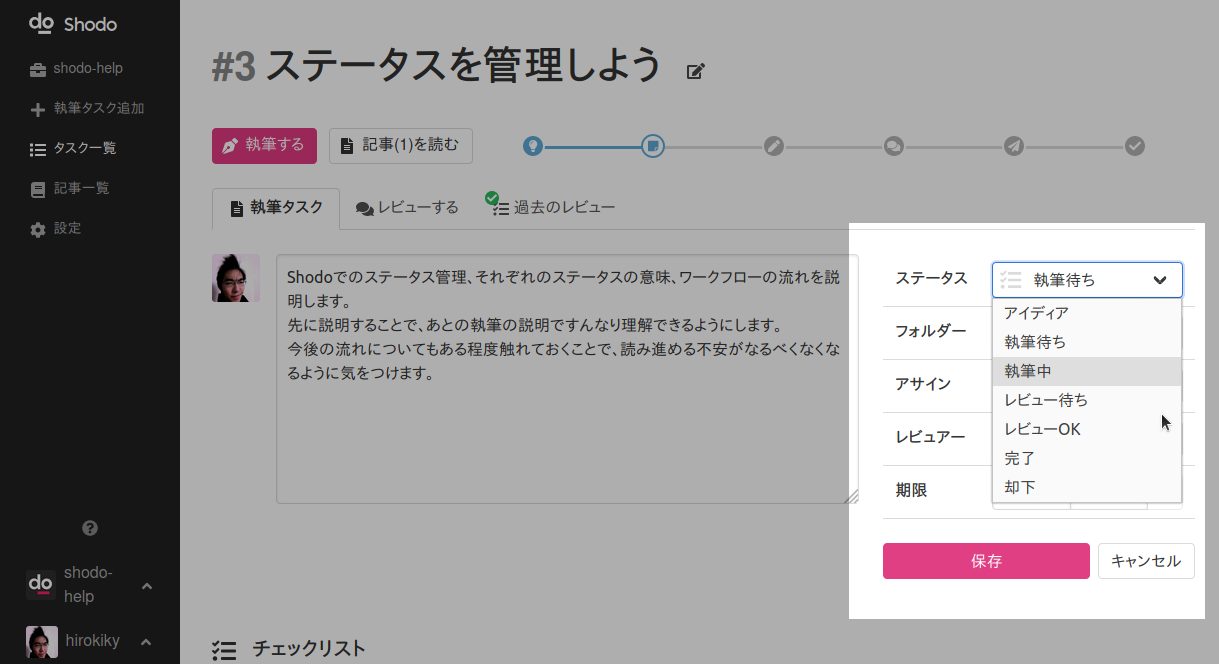 do Shodo
shodo-help
執筆タスク追加
タスク一覧
記事一覧
設定
do shodo-
help
hirokiky
#3 ステータスを管理しよう
執筆する
記事(1)を読む
執筆タスク
レビューする
過去のレビュー
Shodoでのステータス管理、それぞれのステータスの意味、ワークフローの流れを説
明します。
先に説明することで、あとの執筆の説明ですんなり理解できるようにします。
今後の流れについてもある程度触れておくことで、読み進める不安がなるべくなくな
るように気をつけます。
ステータス
執筆待ち
アイディア
執筆待ち
執筆中
レビュー待ち
レビューOK
完了
却下
フォルダー
アサイン
レビュアー
期限
保存
キャンセル
チェックリスト